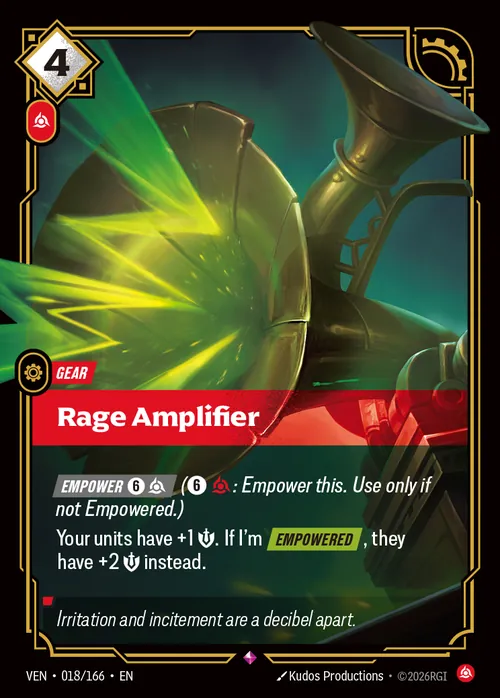 4
GEAR
Rage Amplifier
EMPOWER 6 (6 : Empower this. Use only if
not Empowered.)
Your units have +1 . If I'm EMPOWERED , they
have +2 instead.
Irritation and incitement are a decibel apart.
VEN • 018/166 • EN Kudos Productions • ©2026RGI